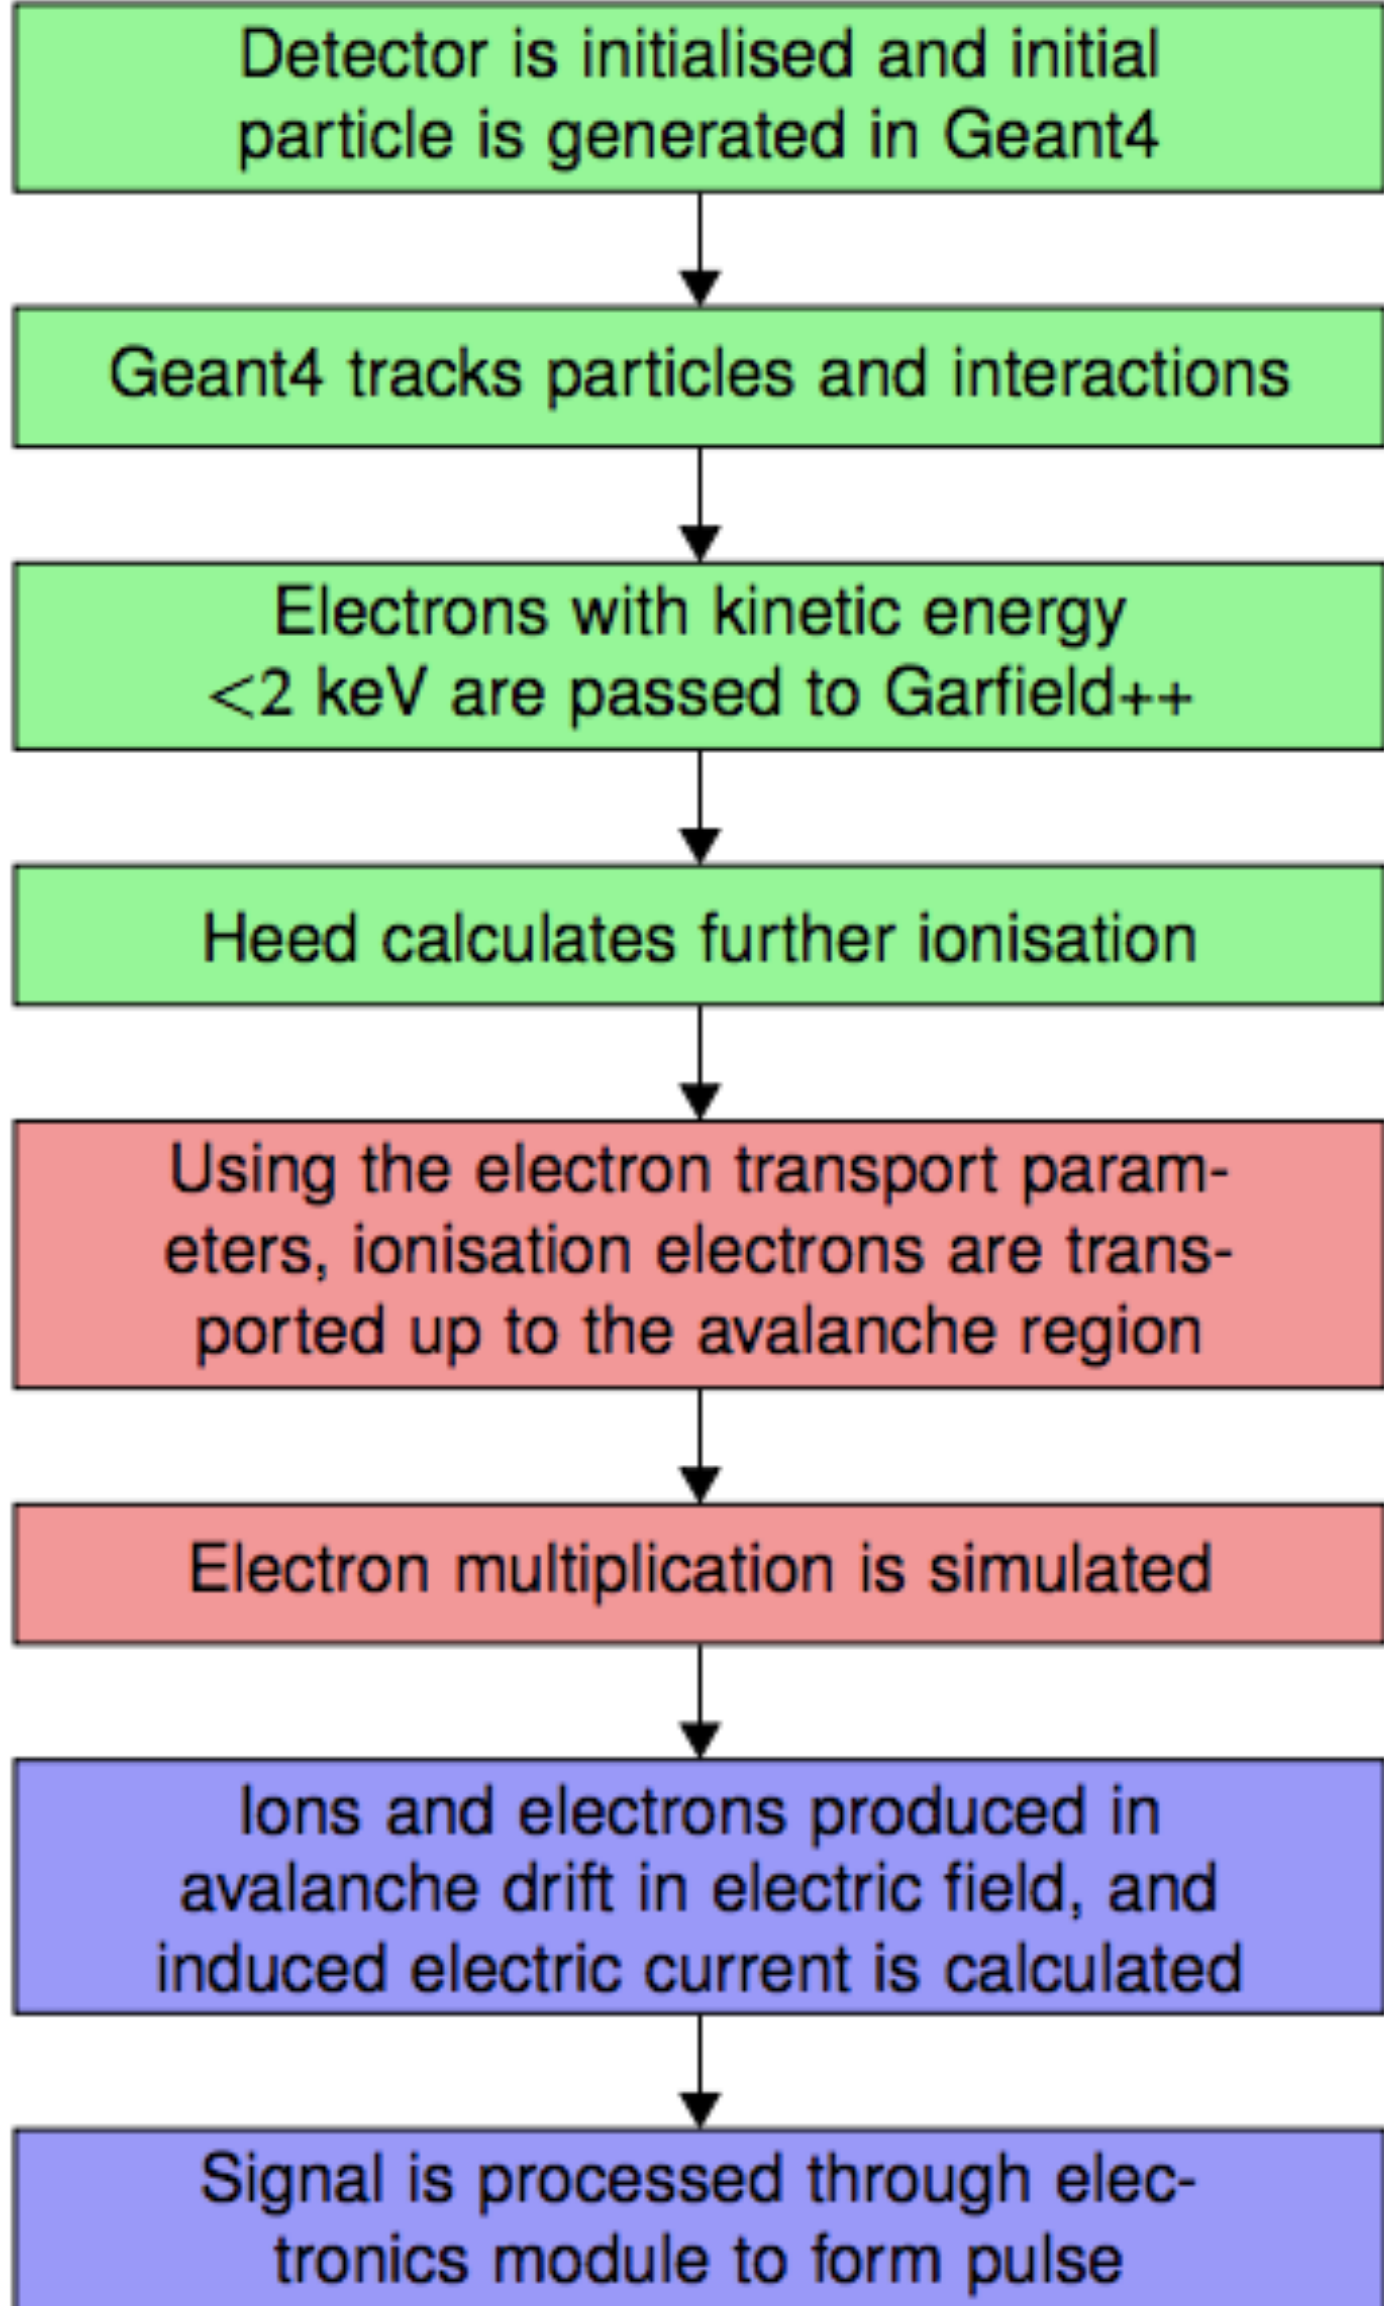 Detector is initialised and initial
particle is generated in Geant4
Geant4 tracks particles and interactions
Electrons with kinetic energy
<2 keV are passed to Garfield++
Heed calculates further ionisation
Using the electron transport param-
eters, ionisation electrons are trans-
ported up to the avalanche region
Electron multiplication is simulated
Ions and electrons produced in
avalanche drift in electric field, and
induced electric current is calculated
Signal is processed through elec-
tronics module to form pulse